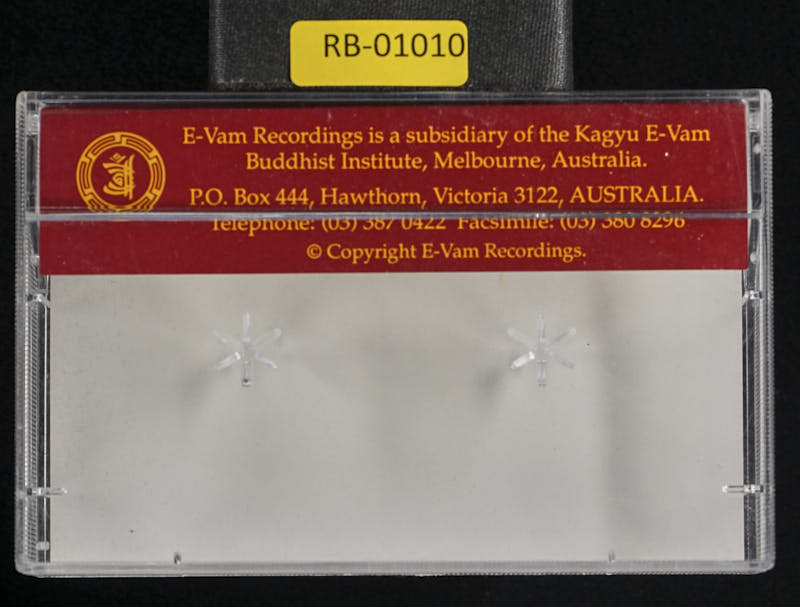 RB-01010
E-Vam Recordings is a subsidiary of the Kagyu E-Vam
Buddhist Institute, Melbourne, Australia.
P.O. Box 444, Hawthorn, Victoria 3122, AUSTRALIA.
Telephone: (03) 387 0422 Facsimile: (03) 380 8296
© Copyright E-Vam Recordings.